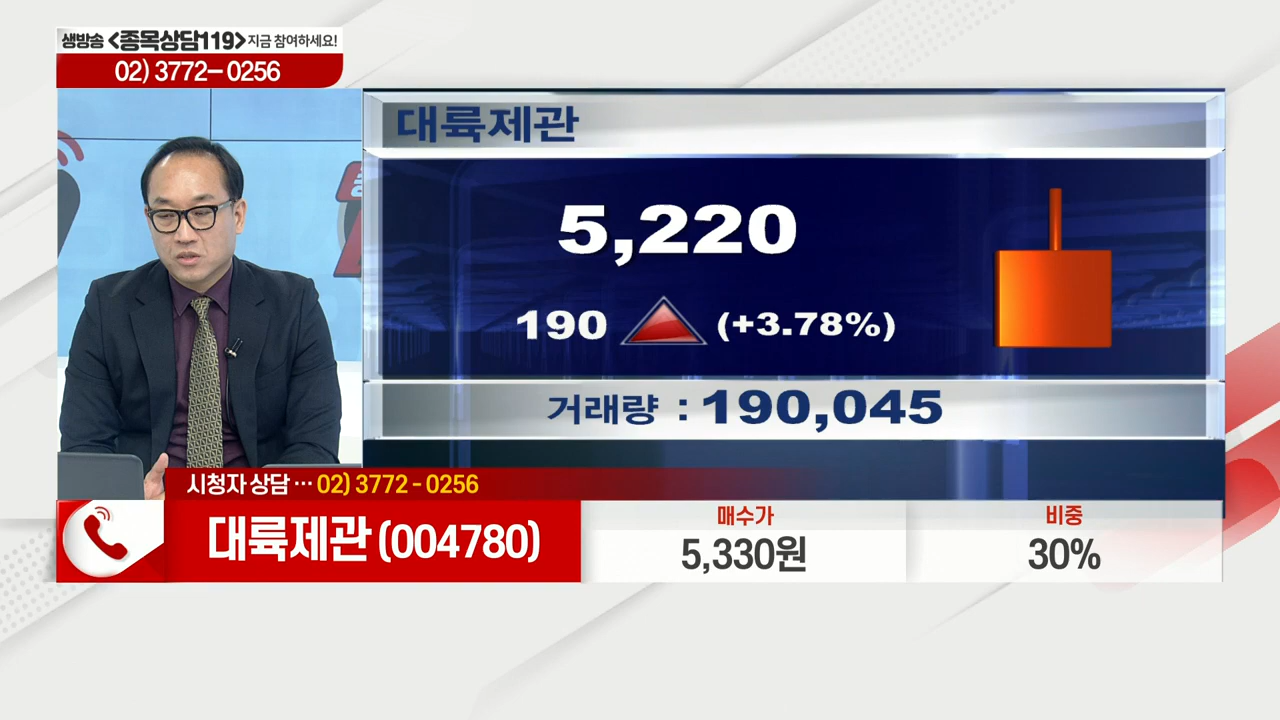 생방송 <종목상담119> 지금 참여하세요!
02) 3772-0256
대륙제관
5,220
190 ▲ (+3.78%)
거래량 : 190,045
시청자 상담 … 02) 3772 - 0256
대륙제관 (004780)
매수가
5,330원
비중
30%